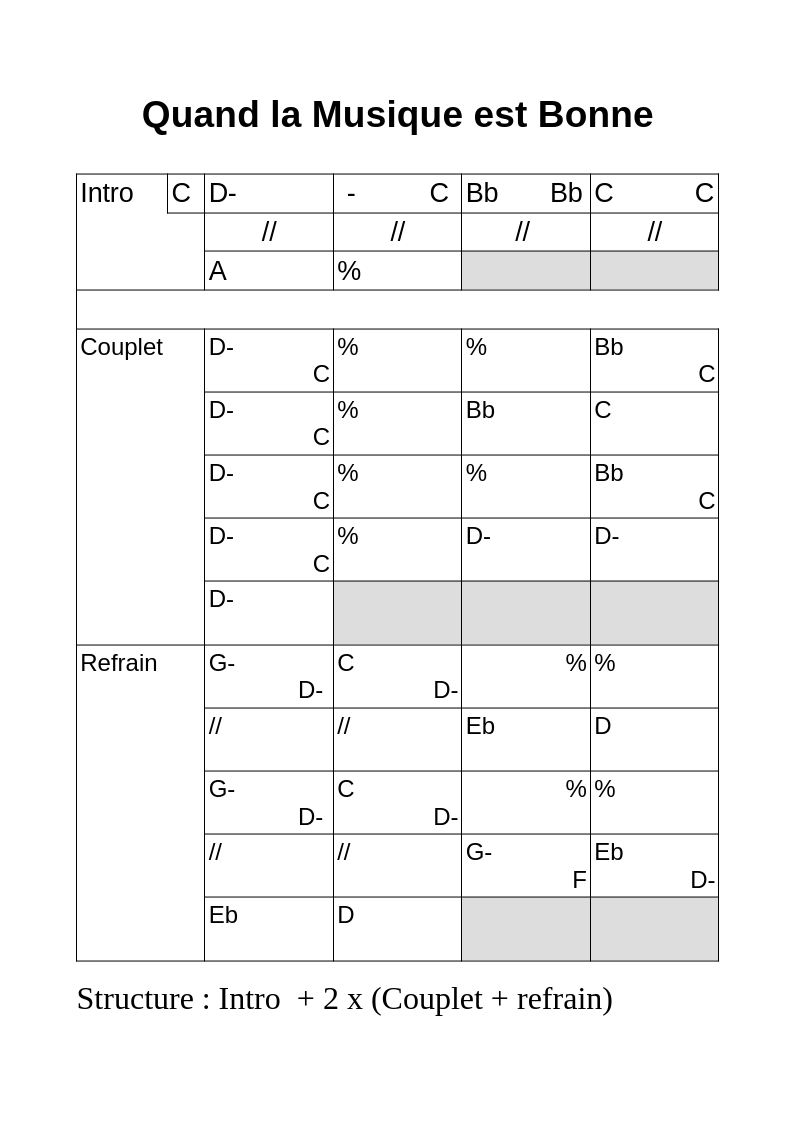 Quand la Musique est Bonne
Intro C D- - C Bb Bb C C
// // // //
A %
Couplet D- % % Bb
C C
D- % Bb C
C
D- % % Bb
C C
D- % D- D-
C
D-
Refrain G- C % %
D- D-
// // Eb D
G- C % %
D- D-
// // G- Eb
F D-
Eb D
Structure : Intro + 2 x (Couplet + refrain)